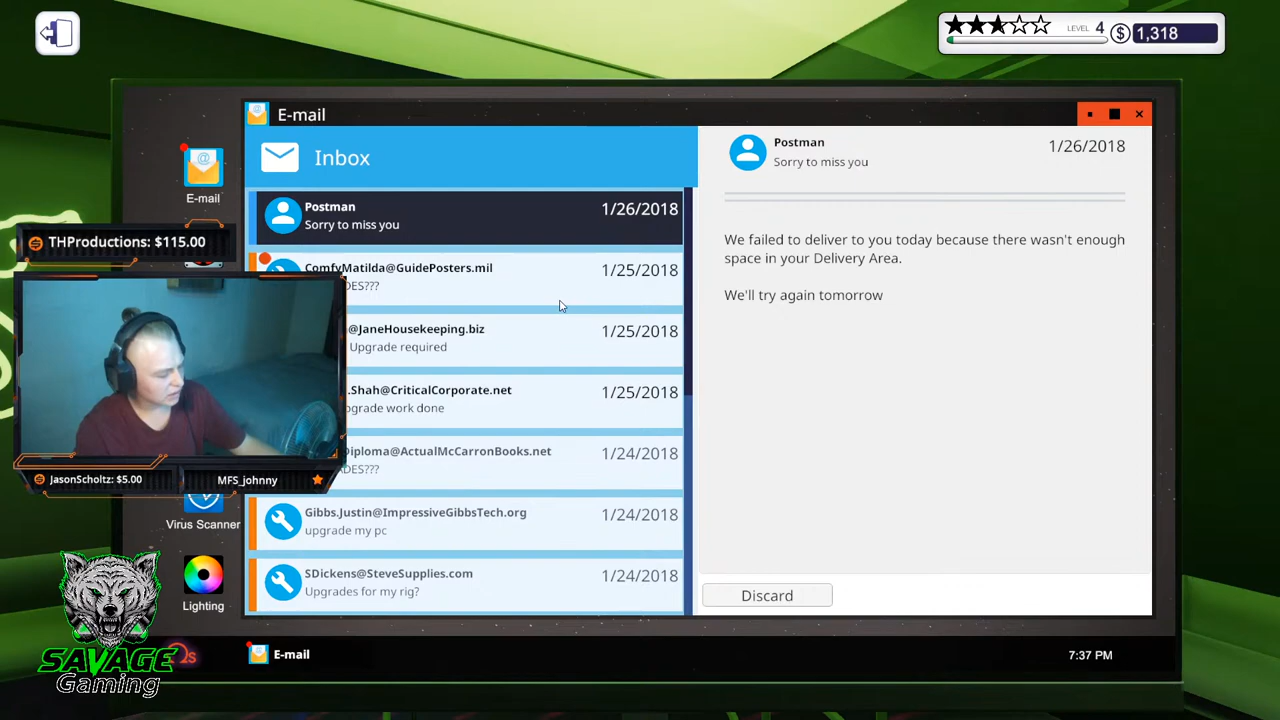 LEVEL 4
$ 1,318
E-mail
Inbox
Postman
Sorry to miss you
1/26/2018
ComfyMatilda@GuidePosters.mil
DES???
1/25/2018
@JaneHousekeeping.biz
Upgrade required
1/25/2018
.Shah@CriticalCorporate.net
pgrade work done
1/25/2018
Diploma@ActualMcCarronBooks.net
ADES???
1/24/2018
Gibbs.Justin@ImpressiveGibbsTech.org
upgrade my pc
1/24/2018
SDickens@SteveSupplies.com
Upgrades for my rig?
1/24/2018
Postman
Sorry to miss you
1/26/2018
We failed to deliver to you today because there wasn't enough
space in your Delivery Area.
We'll try again tomorrow
Discard
E-mail
THProductions: $115.00
JasonScholtz: $5.00
MFS_johnny
Virus Scanner
Lighting
SAVAGE
Gaming
E-mail
7:37 PM